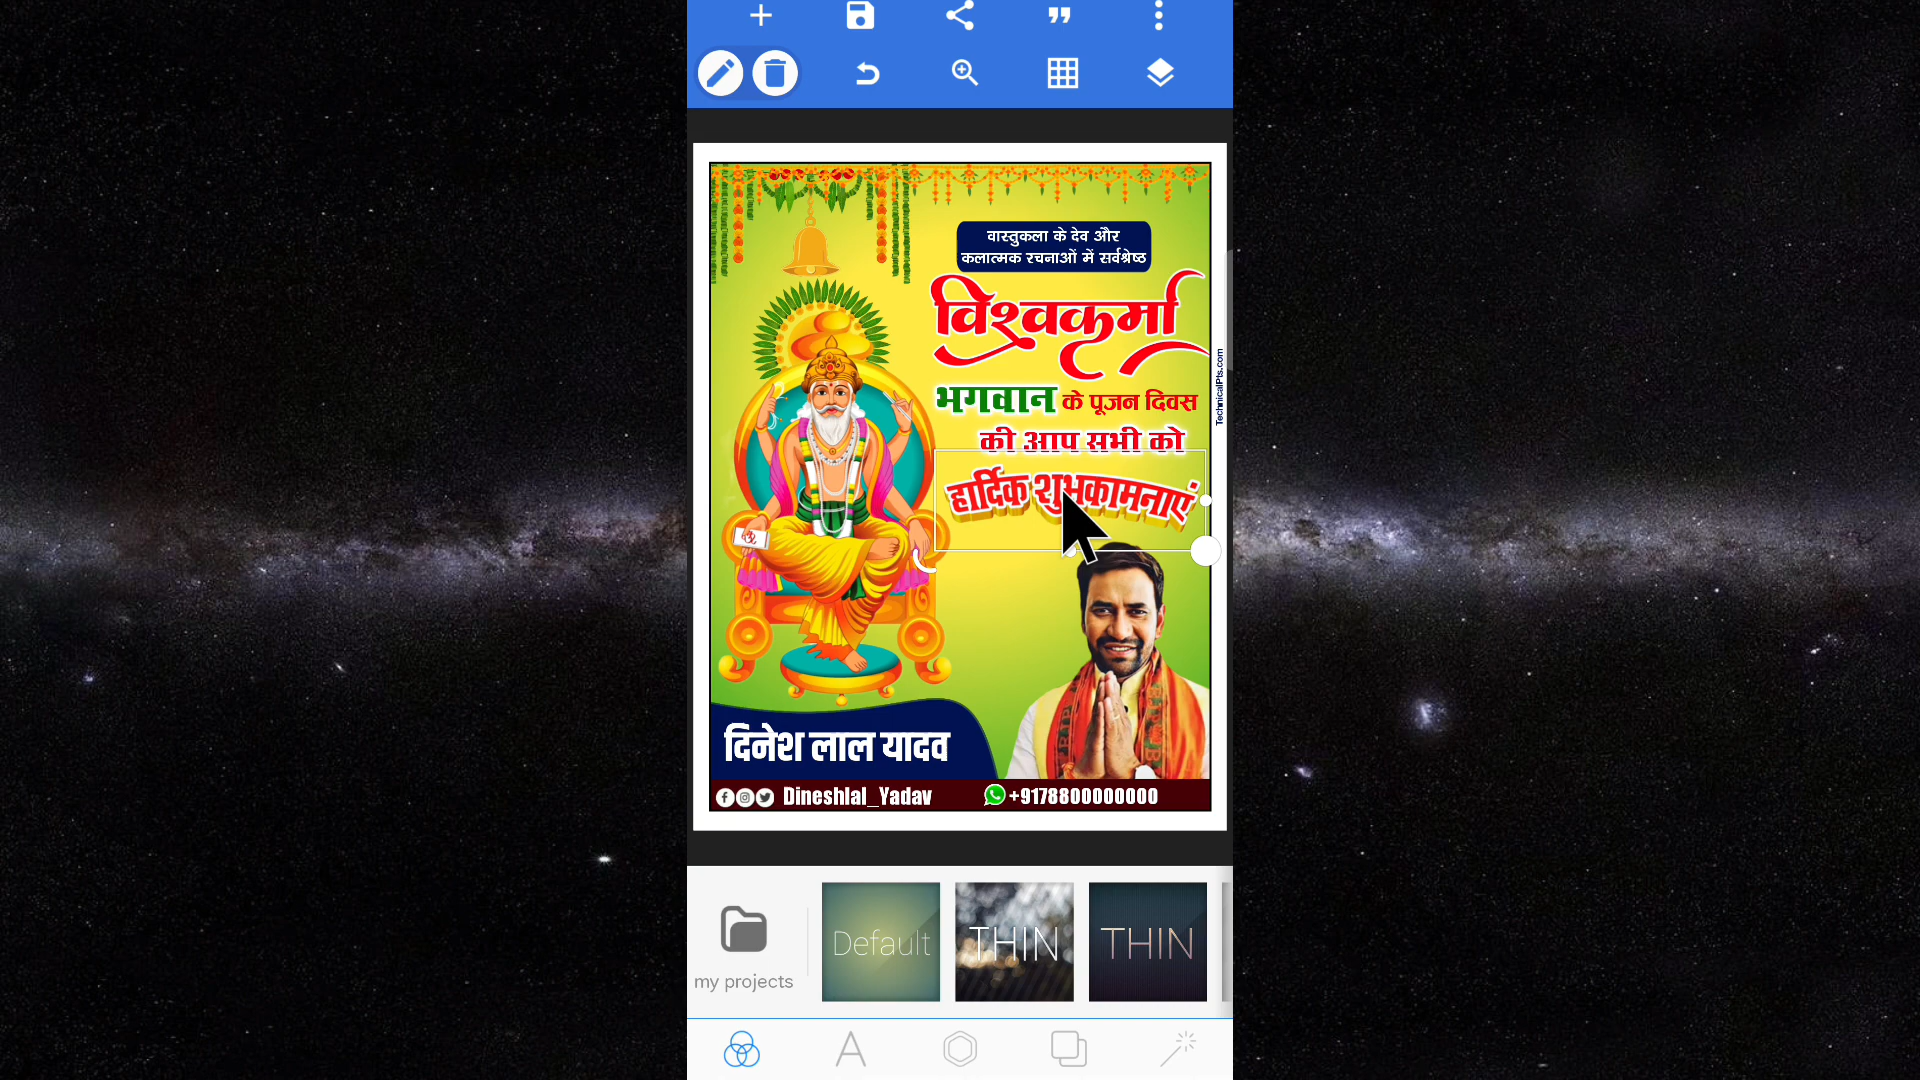 वास्तुकला के देव और
कलात्मक रचनाओं में सर्वश्रेष्ठ
विश्वकर्मा
भगवान के पूजन दिवस
की आप सभी को
हार्दिक शुभकामनाएं
TechnicalPts.com
दिनेश लाल यादव
Dineshlal_Yadav +9178800000000
my projects
Default
THIN
THIN